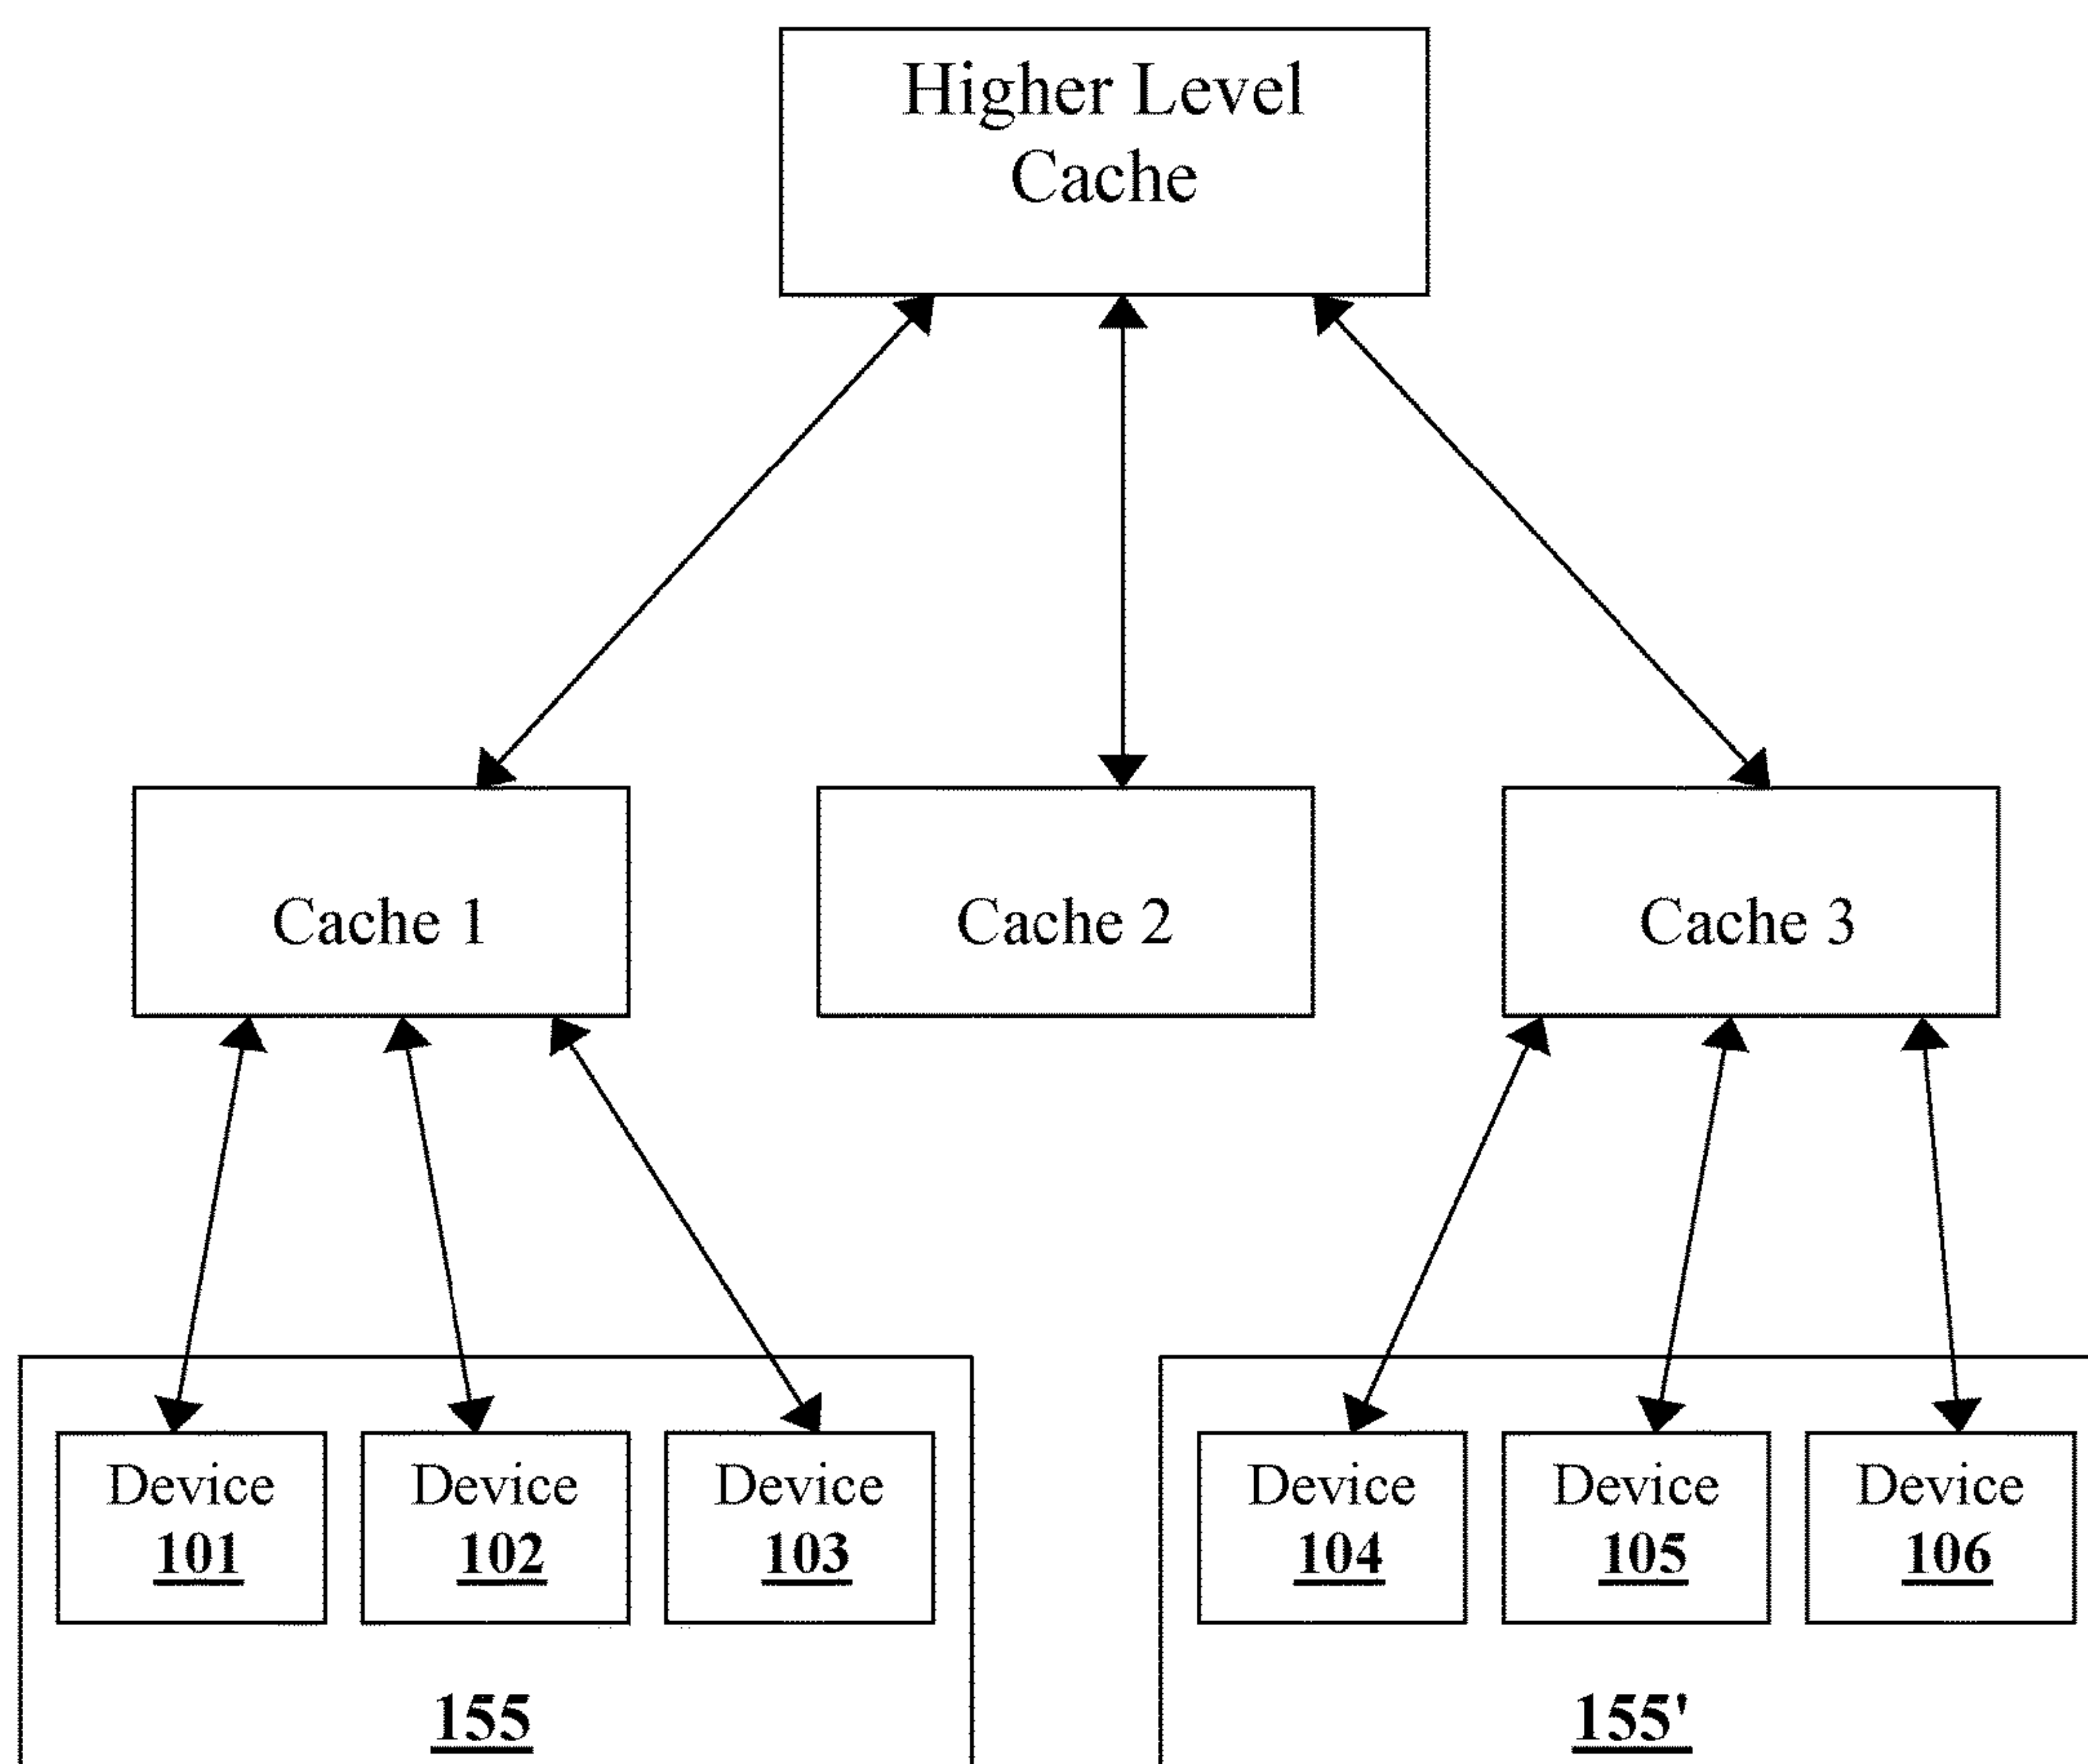 Higher Level
Cache
Cache 1
Cache 2
Cache 3
Device
101
Device
102
Device
103
Device
104
Device
105
Device
106
155
155'